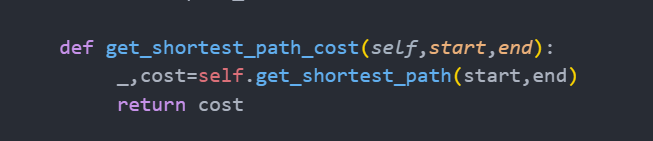 def get_shortest_path_cost(self,start,end):
_,cost=self.get_shortest_path(start,end)
return cost